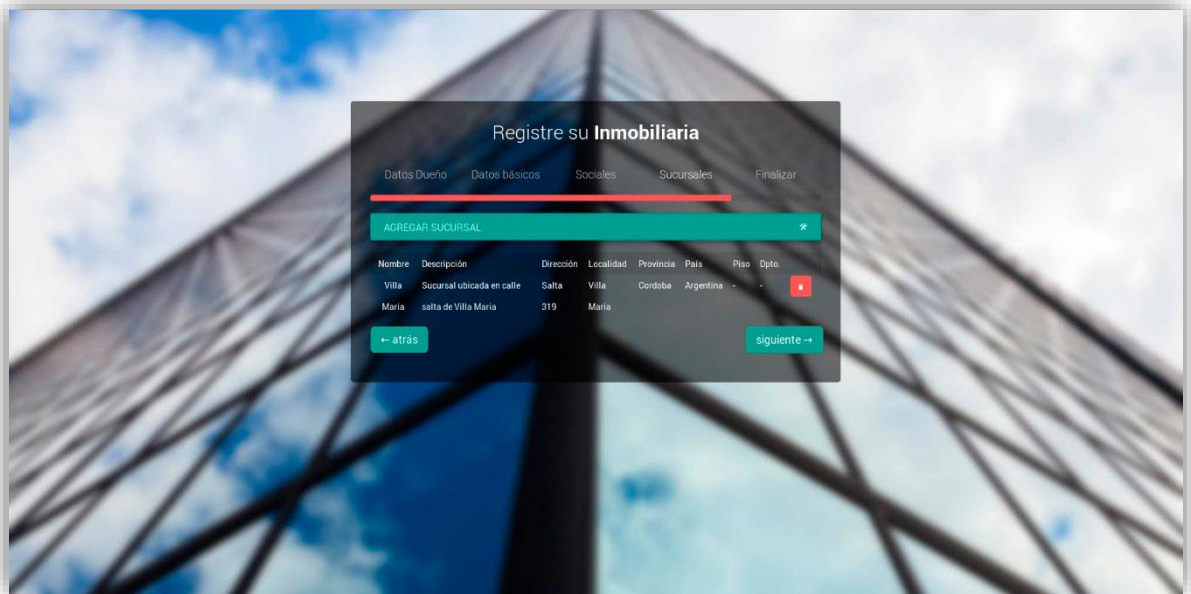 Registre su Inmobiliaria
Datos Dueño Datos básicos Sociales Sucursales Finalizar
AGREGAR SUCURSAL
Nombre Descripción Dirección Localidad Provincia País Piso Dpto.
Villa Sucursal ubicada en calle Salta Villa Cordoba Argentina - -
Maria salta de Villa Maria 319 Maria
← atrás siguiente →